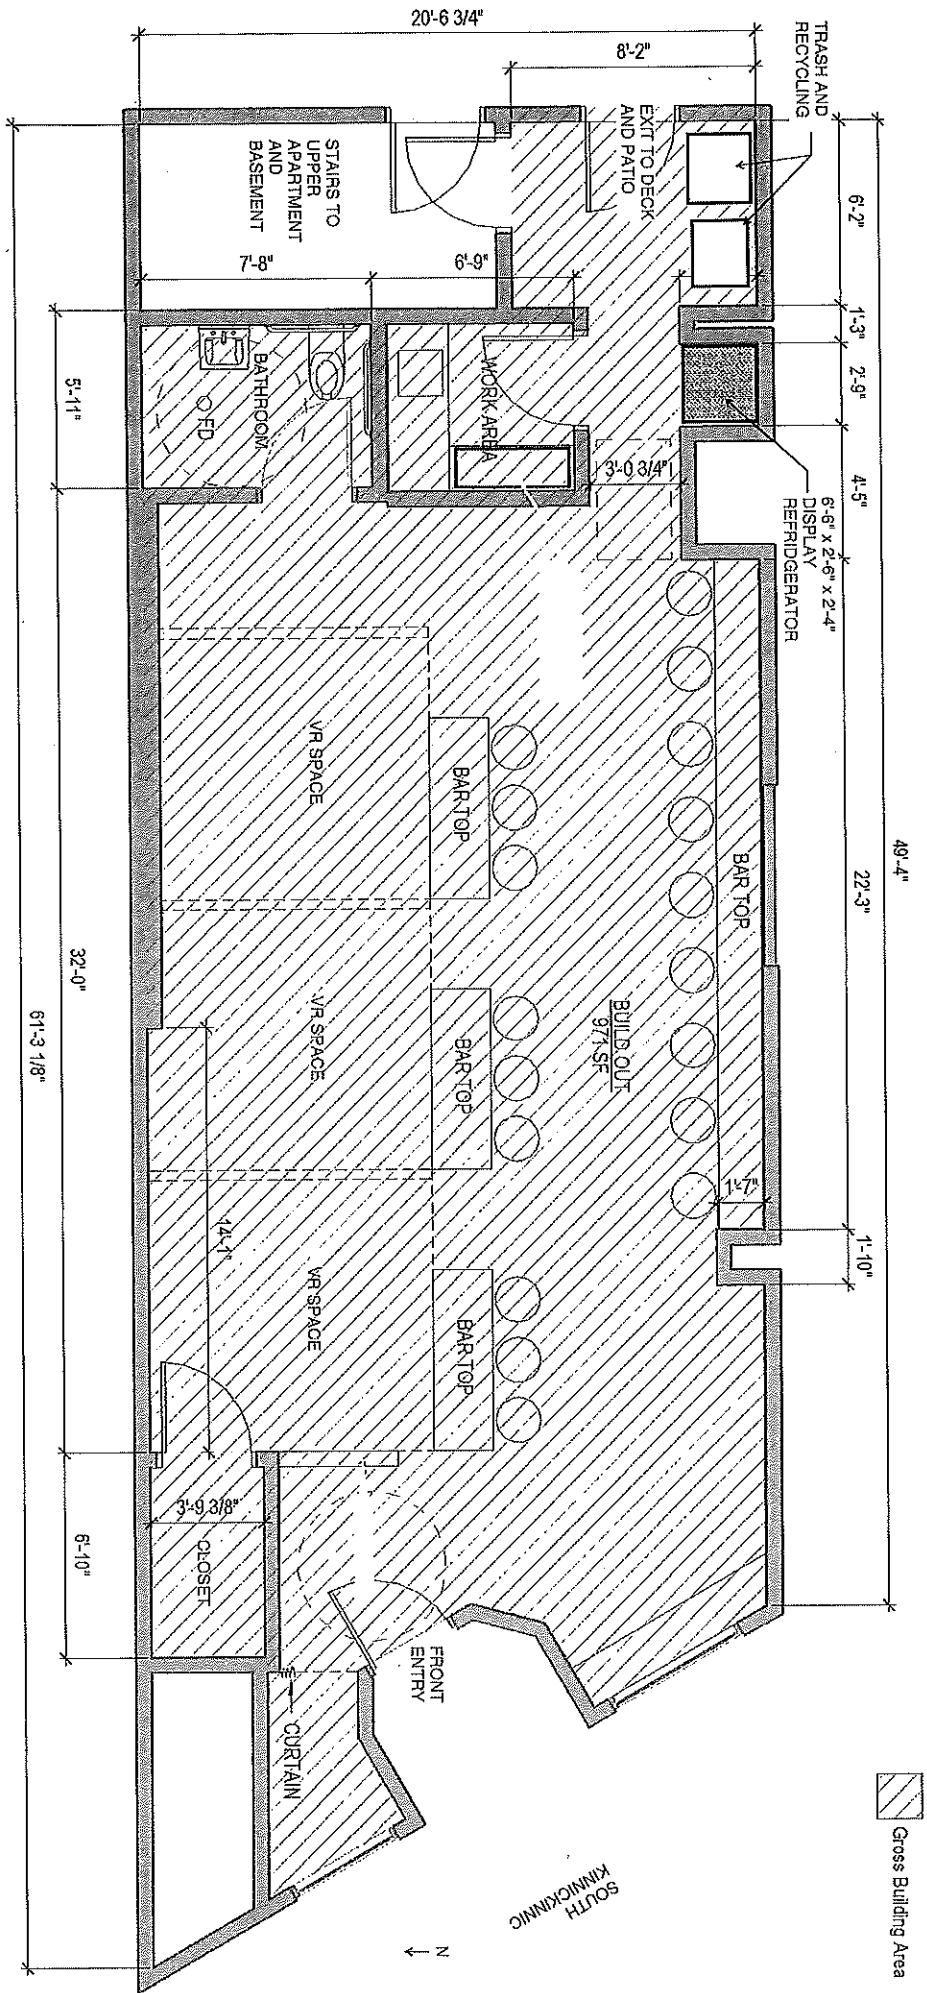 20'-6 3/4"
8'-2"
TRASH AND
RECYCLING
EXIT TO DECK
AND PATIO
STAIRS TO
UPPER
APARTMENT
AND
BASEMENT
6'-2"
7'-8"
6'-9"
1'-3"
2'-9"
5'-11"
BATHROOM
FD
WORK AREA
3'-0 3/4"
4'-5"
6'-6" x 2'-6" x 2'-4"
DISPLAY
REFRIDGERATOR
49'-4"
22'-3"
VR SPACE
BAR TOP
BAR TOP
32'-0"
61'-3 1/8"
VR SPACE
BAR TOP
BUILD OUT
971 SF
1'-7"
1'-10"
14'-1"
VR SPACE
BAR TOP
3'-9 3/8"
CLOSET
6'-10"
FRONT
ENTRY
CURTAIN
SOUTH
KINNICKINNIC
N
Gross Building Area